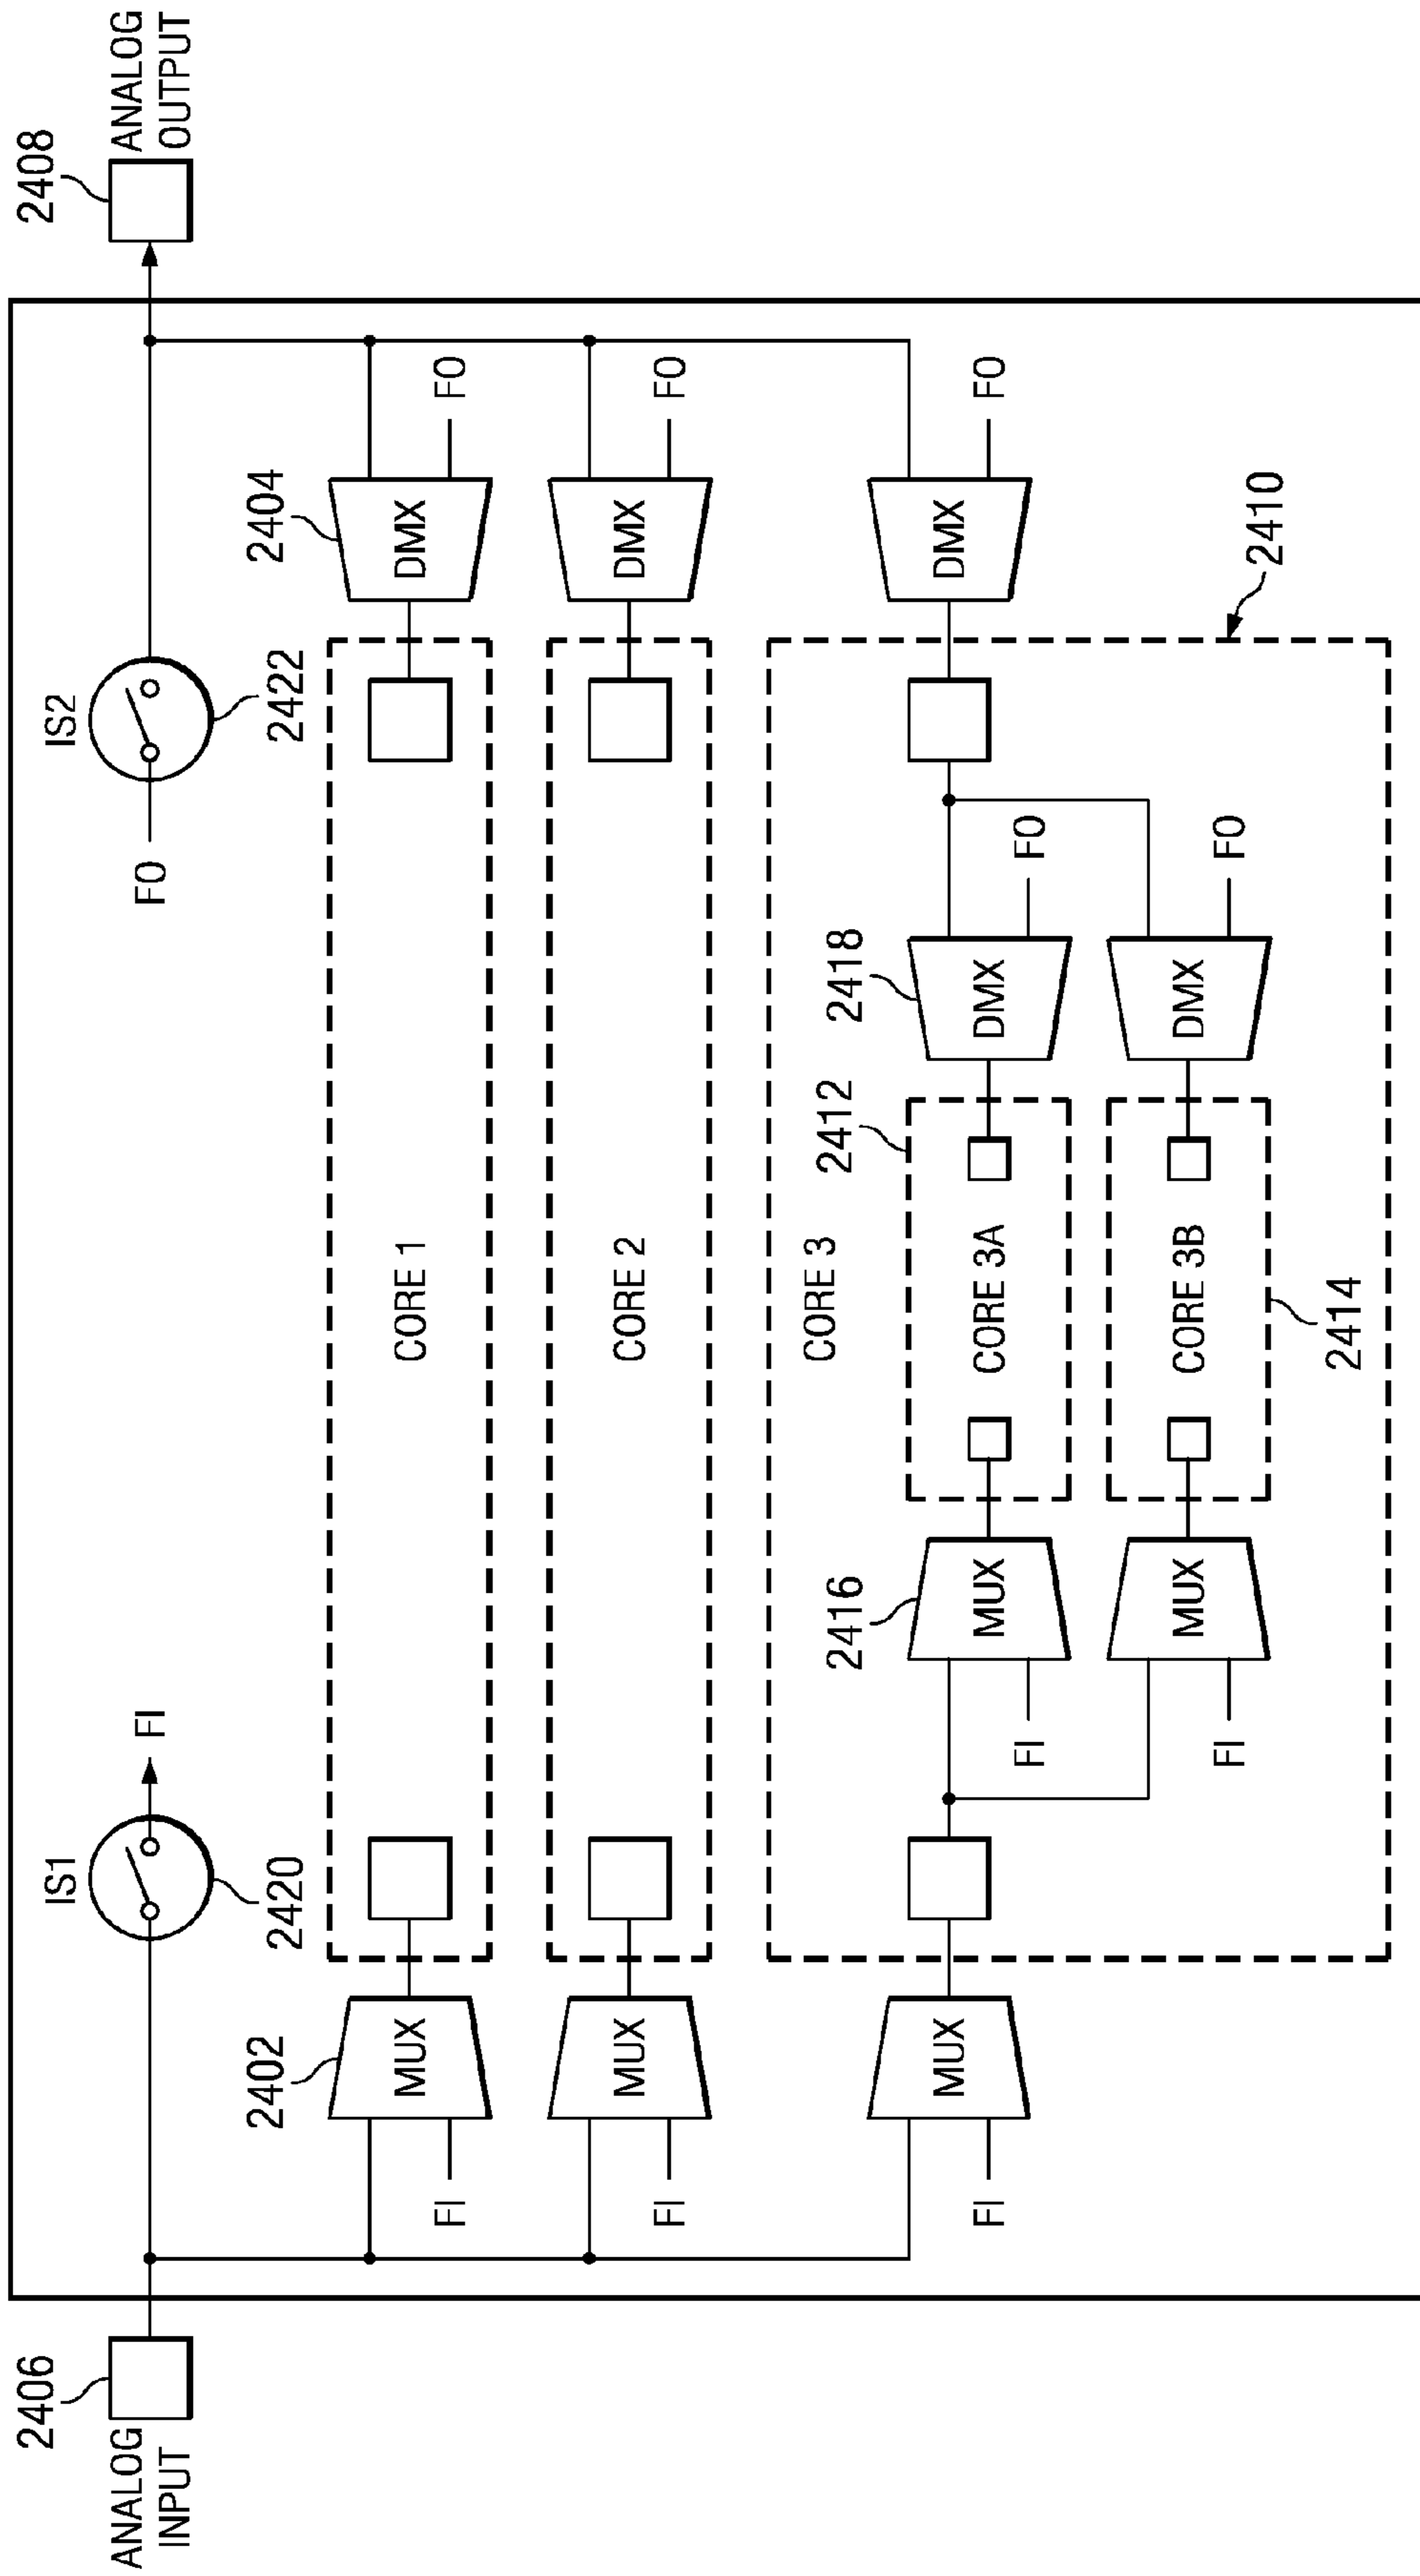 2406
ANALOG
INPUT
IS1
2420
FI
FO
IS2
2422
2408
ANALOG
OUTPUT
2402
MUX
FI
CORE 1
2404
DMX
FO
MUX
FI
CORE 2
DMX
FO
MUX
FI
CORE 3
2410
DMX
FO
2416
MUX
FI
2412
CORE 3A
2418
DMX
FO
MUX
FI
CORE 3B
2414
DMX
FO